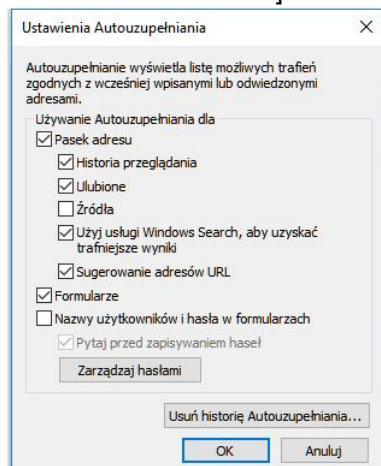 Ustawienia Autouzupełniania
Autouzupełnianie wyświetla listę możliwych trafień
zgodnych z wcześniej wpisanymi lub odwiedzonymi
adresami.
Używanie Autouzupełniania dla
Pasek adresu
Historia przeglądania
Ulubione
Źródła
Użyj usługi Windows Search, aby uzyskać
trafniejsze wyniki
Sugerowanie adresów URL
Formularze
Nazwy użytkowników i hasła w formularzach
Pytaj przed zapisywaniem haseł
Zarządzaj hasłami
Usuń historię Autouzupełniania...
OK Anuluj